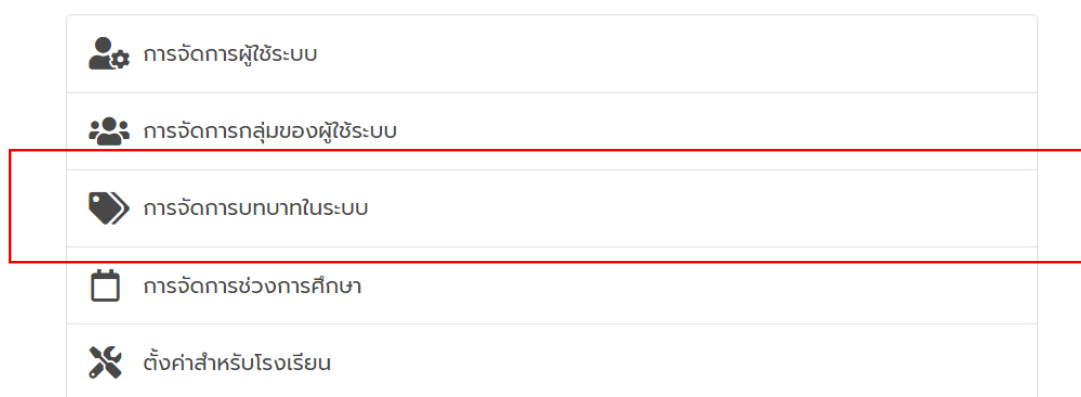 การจัดการผู้ใช้ระบบ
การจัดการกลุ่มของผู้ใช้ระบบ
การจัดการบทบาทในระบบ
การจัดการช่วงการศึกษา
ตั้งค่าสำหรับโรงเรียน